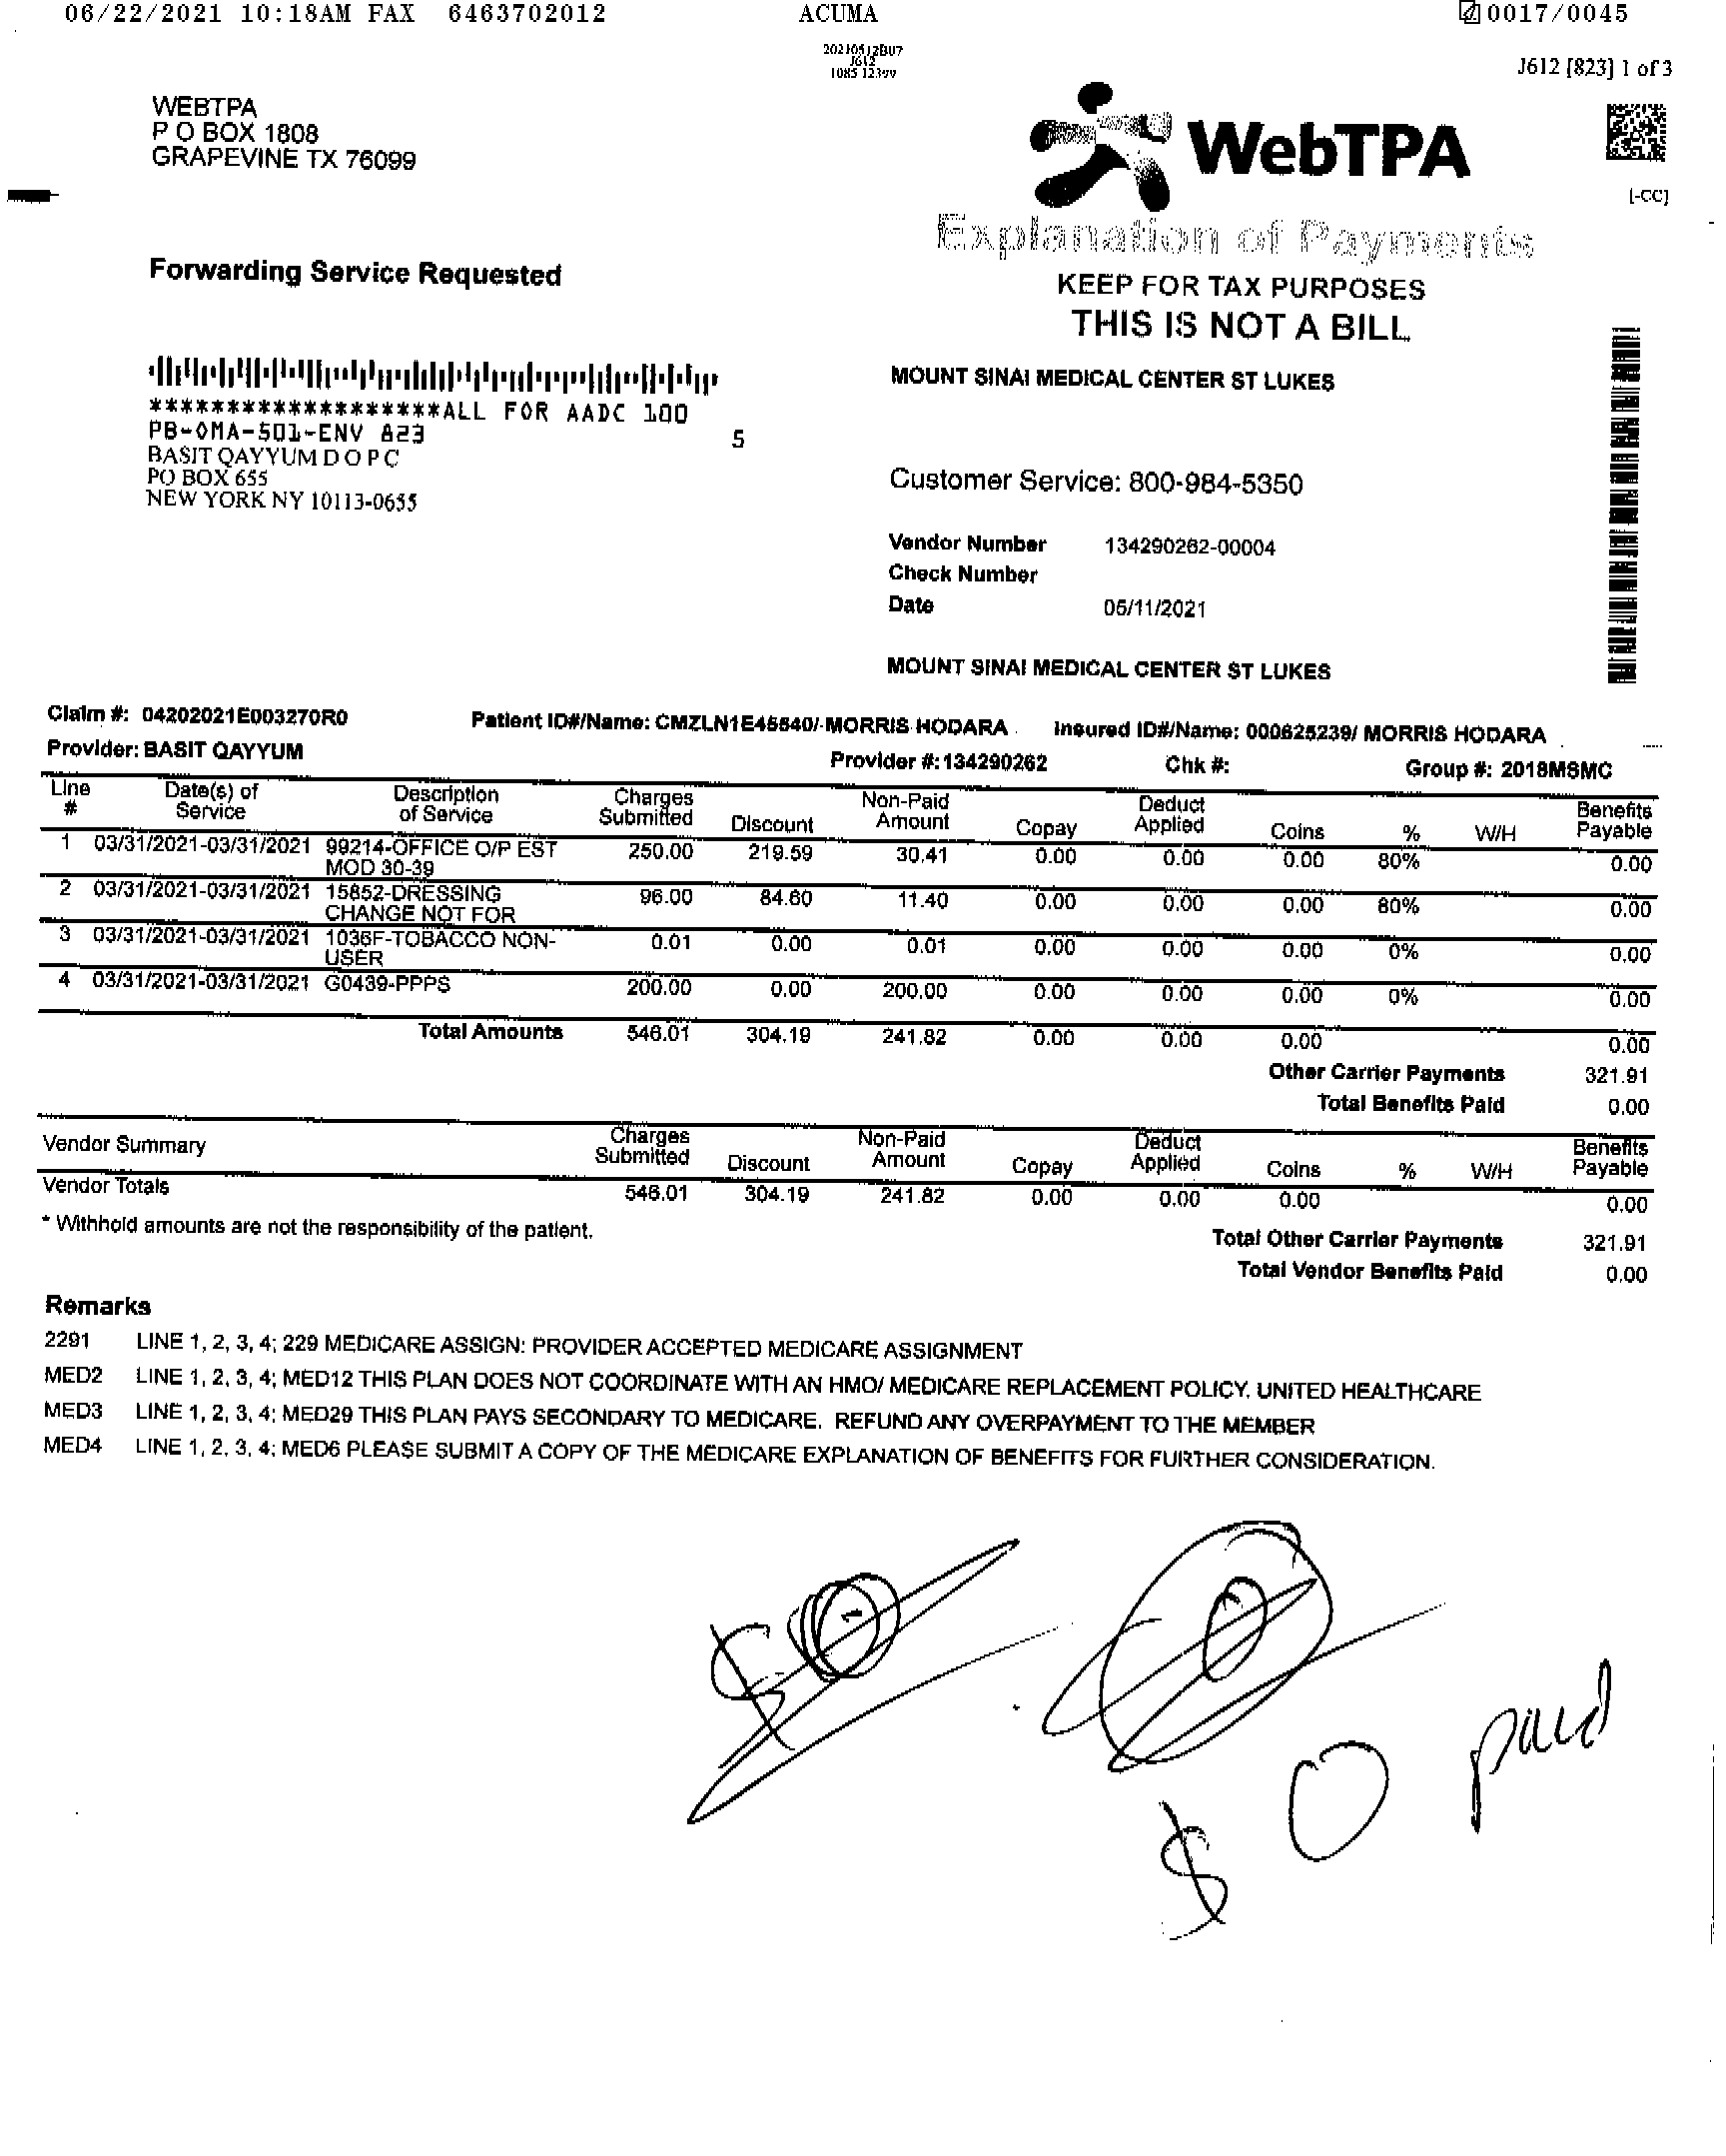 06/22/2021 10:18AM FAX 6463702012 ACUMA 0017/0045
J612 [823] 1 of 3
WEBTPA
P O BOX 1808
GRAPEVINE TX 76099
WebTPA
[-CC]
Explanation of Payments
Forwarding Service Requested
KEEP FOR TAX PURPOSES
THIS IS NOT A BILL
MOUNT SINAI MEDICAL CENTER ST LUKES
*******************ALL FOR AADC 100
PB-OMA-501-ENV 823
5
BASIT QAYYUM D O P C
PO BOX 655
NEW YORK NY 10113-0655
Customer Service: 800-984-5350
Vendor Number 134290262-00004
Check Number
Date 05/11/2021
MOUNT SINAI MEDICAL CENTER ST LUKES
Claim #: 04202021E003270R0 Patient ID#/Name: CMZLN1E45640/ MORRIS HODARA Insured ID#/Name: 000625239/ MORRIS HODARA
Provider: BASIT QAYYUM Provider #: 134290262 Chk #: Group #: 2018MSMC
Line # Date(s) of Service Description of Service Charges Submitted Discount Non-Paid Amount Copay Deduct Applied Coins % W/H Benefits Payable
1 03/31/2021-03/31/2021 99214-OFFICE O/P EST 250.00 219.59 30.41 0.00 0.00 0.00 80% 0.00
MOD 30-39
2 03/31/2021-03/31/2021 15852-DRESSING 96.00 84.60 11.40 0.00 0.00 0.00 80% 0.00
CHANGE NOT FOR
3 03/31/2021-03/31/2021 1036F-TOBACCO NON- 0.01 0.00 0.01 0.00 0.00 0.00 0% 0.00
USER
4 03/31/2021-03/31/2021 G0439-PPPS 200.00 0.00 200.00 0.00 0.00 0.00 0% 0.00
Total Amounts 546.01 304.19 241.82 0.00 0.00 0.00 0.00
Other Carrier Payments 321.91
Total Benefits Paid 0.00
Vendor Summary Charges Submitted Discount Non-Paid Amount Copay Deduct Applied Coins % W/H Benefits Payable
Vendor Totals 546.01 304.19 241.82 0.00 0.00 0.00 0.00
* Withhold amounts are not the responsibility of the patient.
Total Other Carrier Payments 321.91
Total Vendor Benefits Paid 0.00
Remarks
2291 LINE 1, 2, 3, 4; 229 MEDICARE ASSIGN: PROVIDER ACCEPTED MEDICARE ASSIGNMENT
MED2 LINE 1, 2, 3, 4; MED12 THIS PLAN DOES NOT COORDINATE WITH AN HMO/ MEDICARE REPLACEMENT POLICY. UNITED HEALTHCARE
MED3 LINE 1, 2, 3, 4; MED29 THIS PLAN PAYS SECONDARY TO MEDICARE. REFUND ANY OVERPAYMENT TO THE MEMBER
MED4 LINE 1, 2, 3, 4; MED6 PLEASE SUBMIT A COPY OF THE MEDICARE EXPLANATION OF BENEFITS FOR FURTHER CONSIDERATION.
$ 0 paid